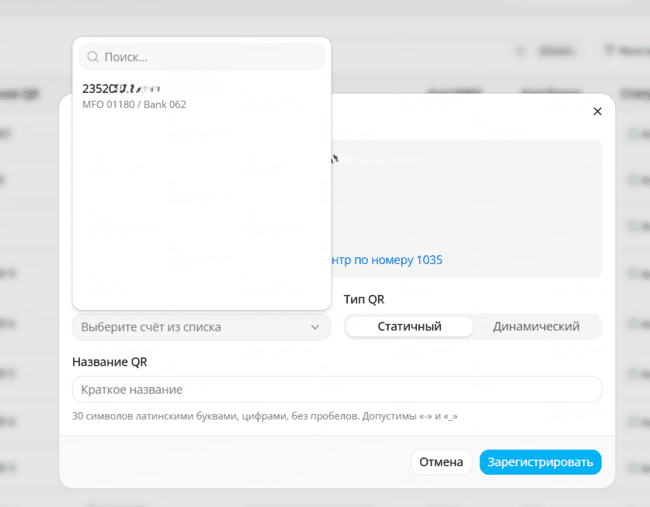 Поиск...
2352
MFO 01180 / Bank 062
нтр по номеру 1035
Тип QR
Выберите счёт из списка
Статичный
Динамический
Название QR
Краткое название
30 символов латинскими буквами, цифрами, без пробелов. Допустимы «-» и «_»
Отмена
Зарегистрировать